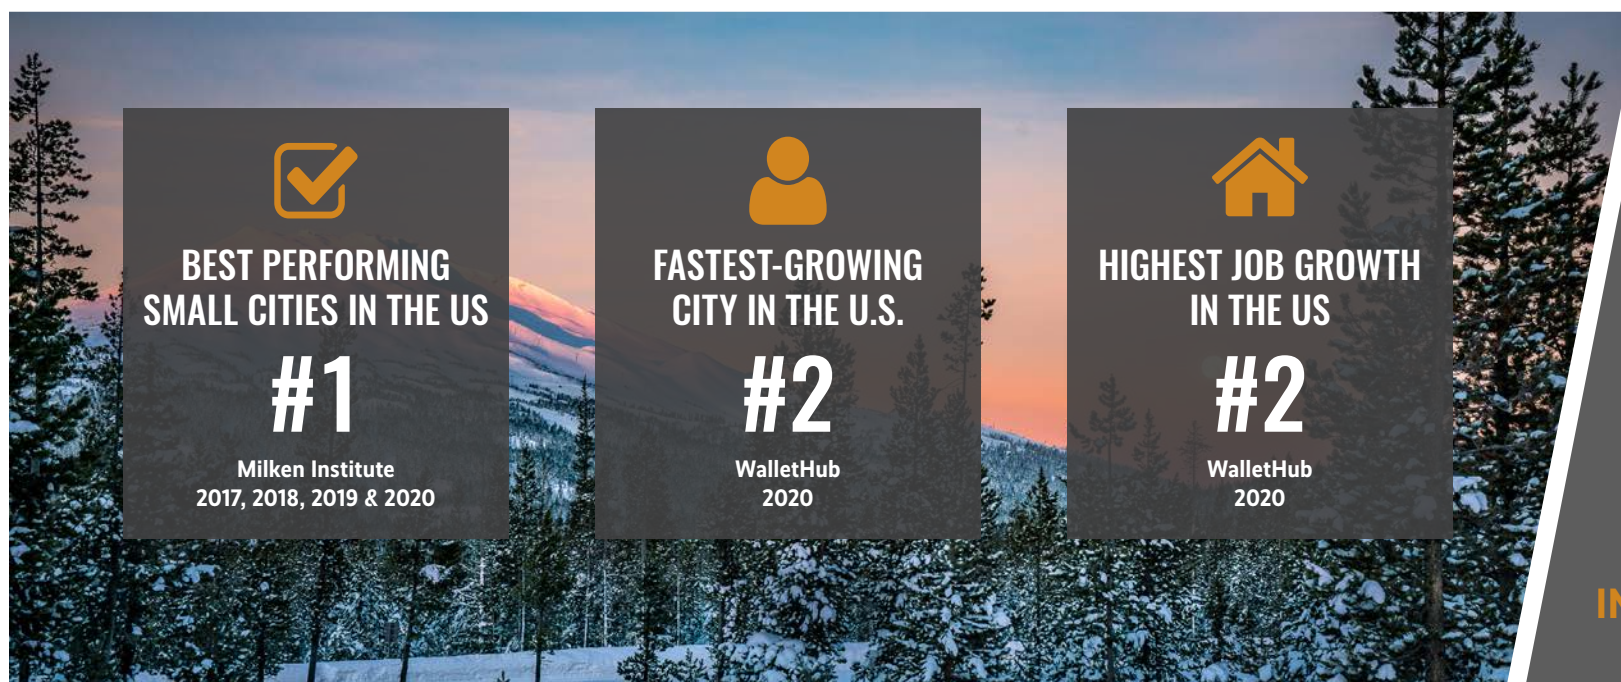 BEST PERFORMING
SMALL CITIES IN THE US
#1
Milken Institute
2017, 2018, 2019 & 2020
FASTEST-GROWING
CITY IN THE U.S.
#2
WalletHub
2020
HIGHEST JOB GROWTH
IN THE US
#2
WalletHub
2020